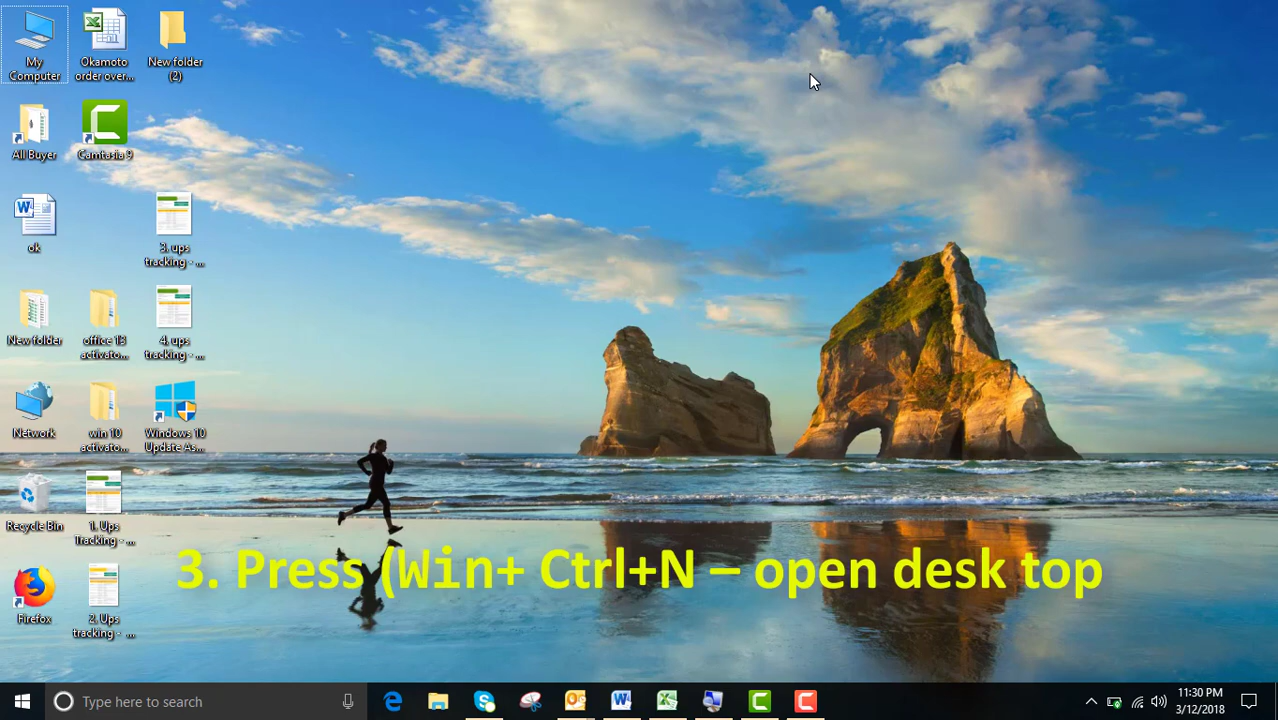 My
Computer
Okamoto
order over...
New folder
(2)
All Buyer
Camtasia 9
ok
3. ups
tracking - ...
New folder
office 13
activato...
4. ups
tracking - ...
Network
win 10
activato...
Windows 10
Update As...
Recycle Bin
1. Ups
Tracking - ...
Firefox
2. Ups
tracking - ...
3. Press (Win+ Ctrl+N – open desk top
Type here to search
11:30 PM
3/12/2018